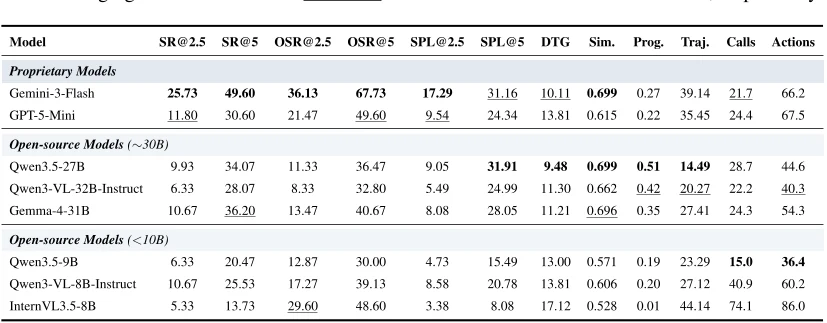 Model SR@2.5 SR@5 OSR@2.5 OSR@5 SPL@2.5 SPL@5 DTG Sim. Prog. Traj. Calls Actions
Proprietary Models
Gemini-3-Flash 25.73 49.60 36.13 67.73 17.29 31.16 10.11 0.699 0.27 39.14 21.7 66.2
GPT-5-Mini 11.80 30.60 21.47 49.60 9.54 24.34 13.81 0.615 0.22 35.45 24.4 67.5
Open-source Models (∼30B)
Qwen3.5-27B 9.93 34.07 11.33 36.47 9.05 31.91 9.48 0.699 0.51 14.49 28.7 44.6
Qwen3-VL-32B-Instruct 6.33 28.07 8.33 32.80 5.49 24.99 11.30 0.662 0.42 20.27 22.2 40.3
Gemma-4-31B 10.67 36.20 13.47 40.67 8.08 28.05 11.21 0.696 0.35 27.41 24.3 54.3
Open-source Models (<10B)
Qwen3.5-9B 6.33 20.47 12.87 30.00 4.73 15.49 13.00 0.571 0.19 23.29 15.0 36.4
Qwen3-VL-8B-Instruct 10.67 25.53 17.27 39.13 8.58 20.78 13.81 0.606 0.20 27.12 40.9 60.2
InternVL3.5-8B 5.33 13.73 29.60 48.60 3.38 8.08 17.12 0.528 0.01 44.14 74.1 86.0